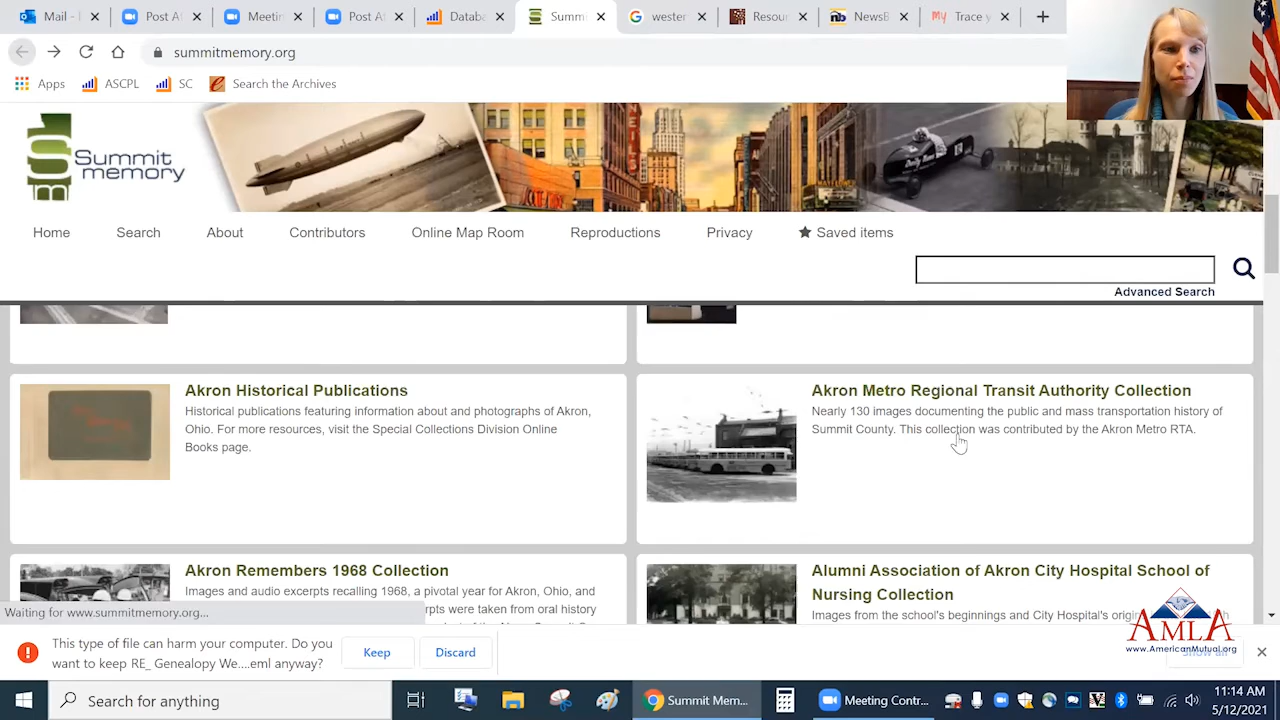 Mail -
Post A
Meetin
Post A
Datab
Summ
wester
Resour
NewsB
Trace y
summitmemory.org
Apps
ASCPL
SC
Search the Archives
Summit
memory
Home
Search
About
Contributors
Online Map Room
Reproductions
Privacy
Saved items
Advanced Search
Akron Historical Publications
Historical publications featuring information about and photographs of Akron,
Ohio. For more resources, visit the Special Collections Division Online
Books page.
Akron Metro Regional Transit Authority Collection
Nearly 130 images documenting the public and mass transportation history of
Summit County. This collection was contributed by the Akron Metro RTA.
Akron Remembers 1968 Collection
Images and audio excerpts recalling 1968, a pivotal year for Akron, Ohio, and
rpts were taken from oral history
Alumni Association of Akron City Hospital School of
Nursing Collection
Images from the school's beginnings and City Hospital's
Waiting for www.summitmemory.org...
This type of file can harm your computer. Do you
want to keep RE_ Genealopy We....eml anyway?
Keep
Discard
Show all
AMLA
www.AmericanMutual.org
Search for anything
Summit Mem...
Meeting Contr...
11:14 AM
5/12/2021